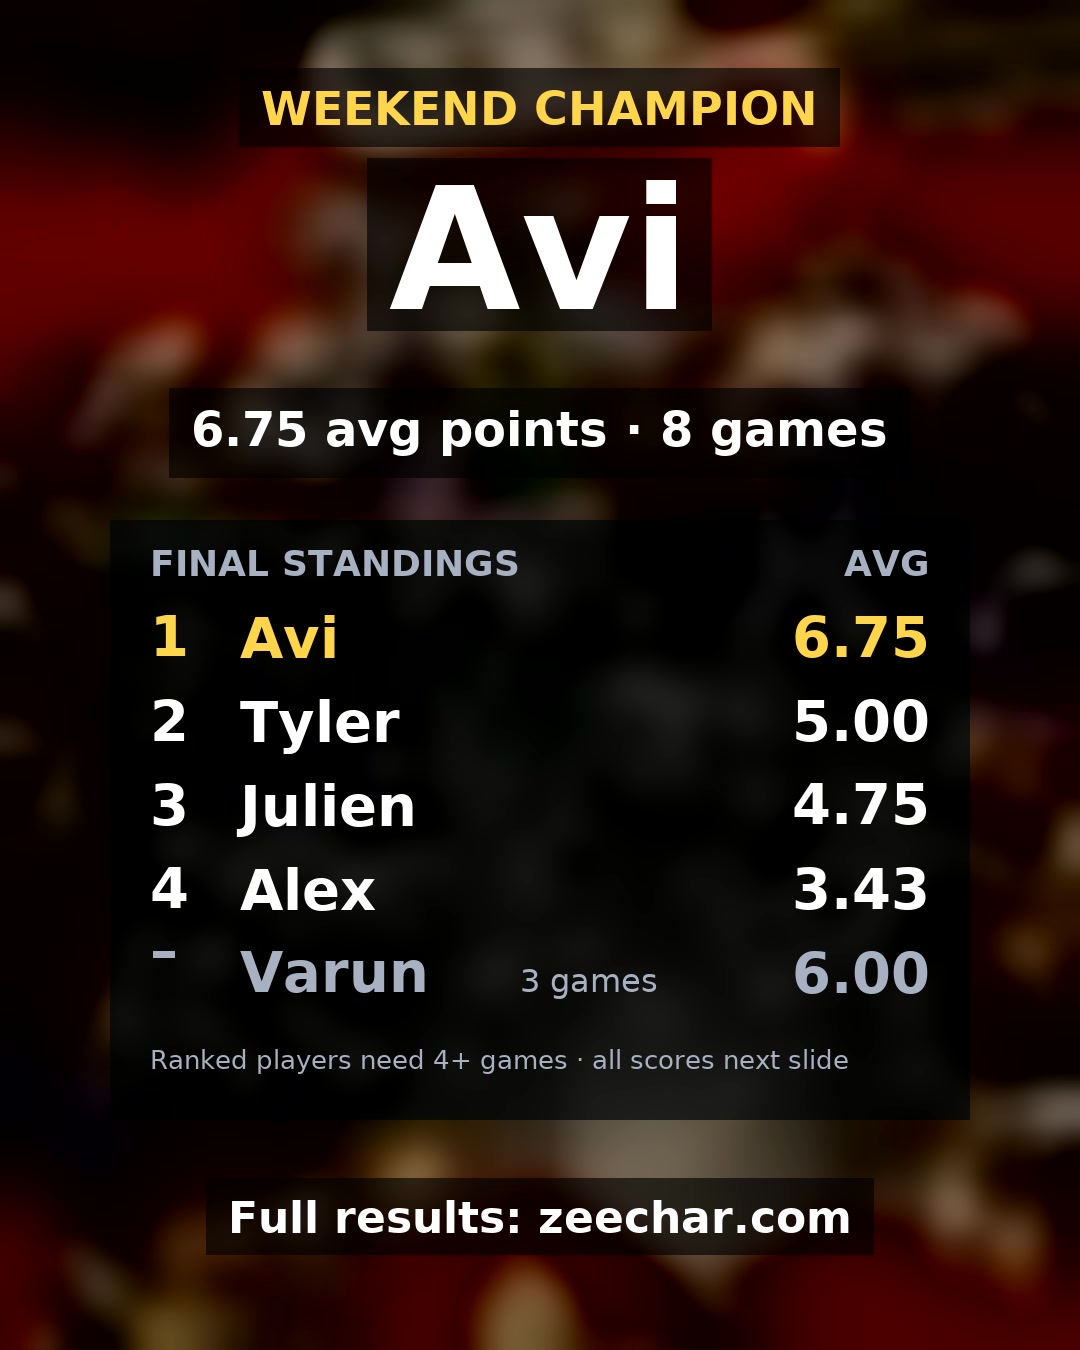 WEEKEND CHAMPION
Avi
6.75 avg points · 8 games
FINAL STANDINGS AVG
1 Avi 6.75
2 Tyler 5.00
3 Julien 4.75
4 Alex 3.43
– Varun 3 games 6.00
Ranked players need 4+ games · all scores next slide
Full results: zeechar.com